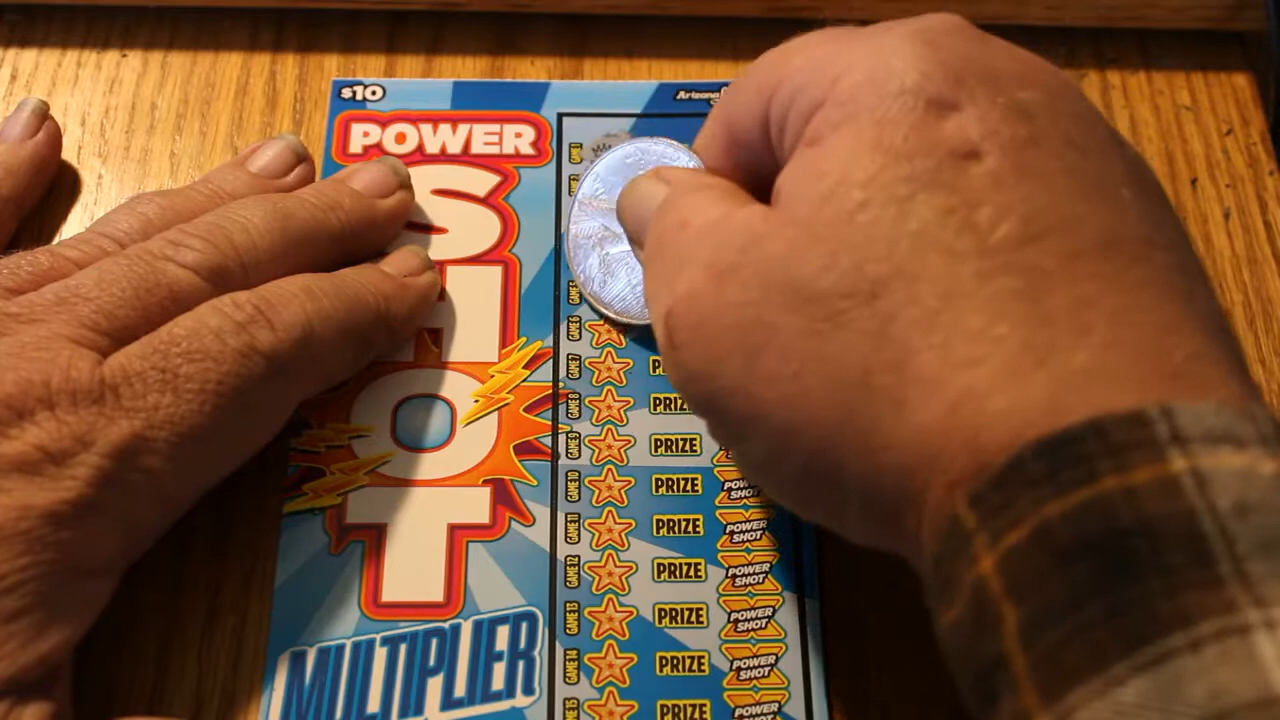 $10
Arizona
POWER
SHOT
MULTIPLIER
GAME 1
GAME 2
GAME 5
GAME 6
GAME 7
GAME 8
GAME 9 PRIZE
GAME 10 PRIZE POWER SHOT
GAME 11 PRIZE POWER SHOT
GAME 12 PRIZE POWER SHOT
GAME 13 PRIZE POWER SHOT
GAME 14 PRIZE POWER SHOT
GAME 15 PRIZE POWER SHOT